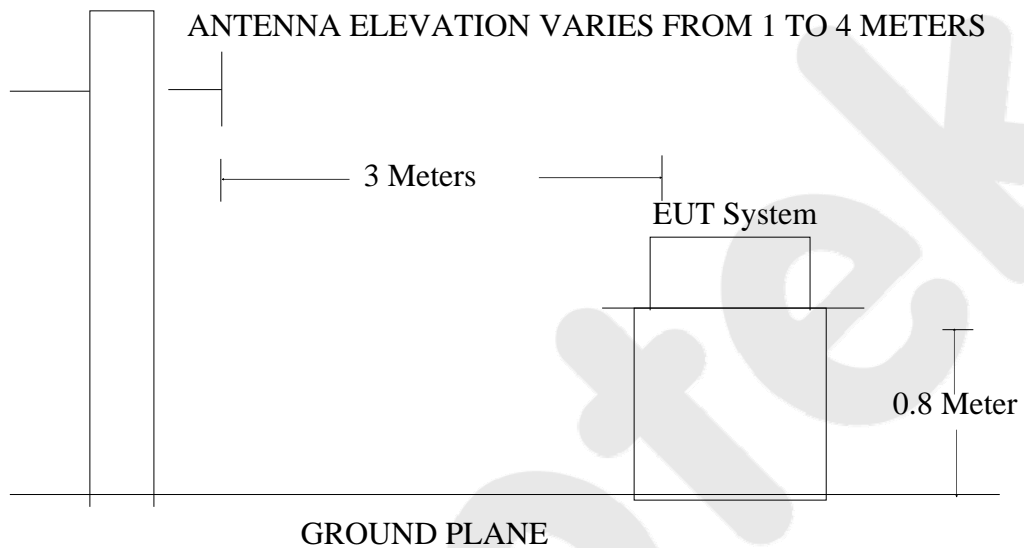 ANTENNA ELEVATION VARIES FROM 1 TO 4 METERS
3 Meters
EUT System
0.8 Meter
GROUND PLANE